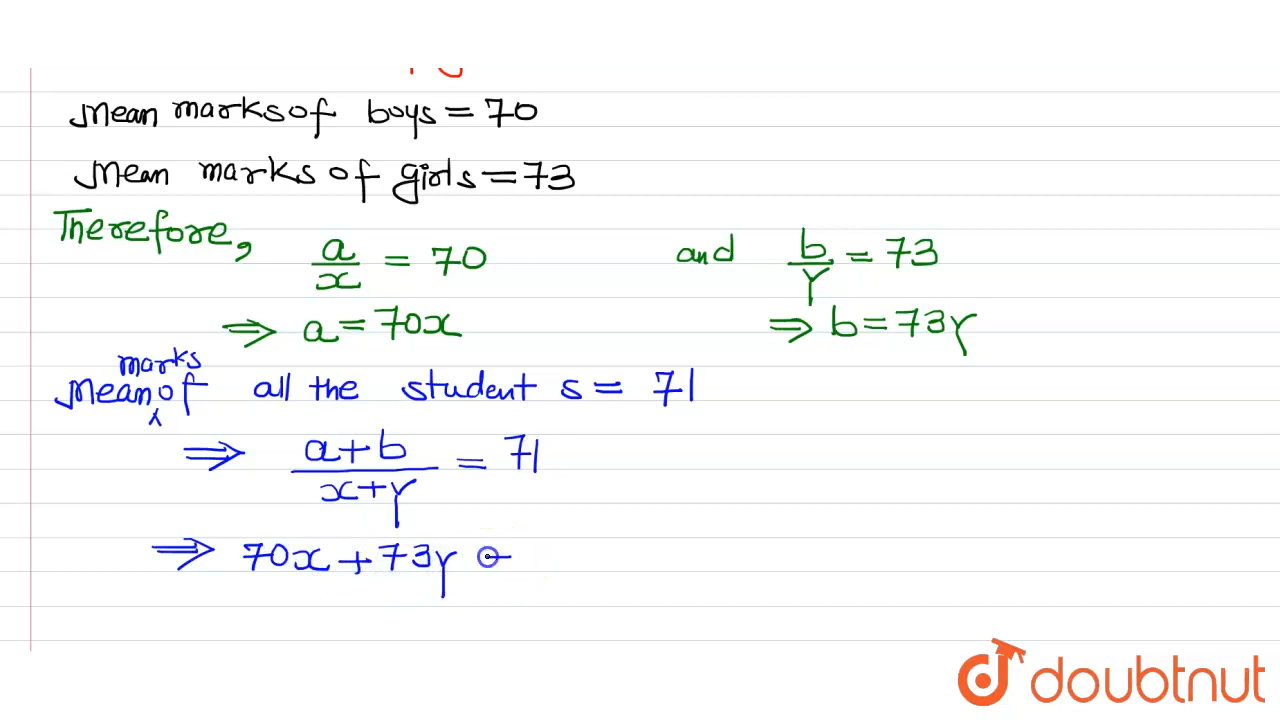 Mean marks of boys = 70
Mean marks of girls = 73
Therefore,
a/x = 70 and b/y = 73
⇒ a = 70x ⇒ b = 73y
marks
Mean of all the students = 71
⇒ a+b/x+y = 71
⇒ 70x + 73y =
doubtnut